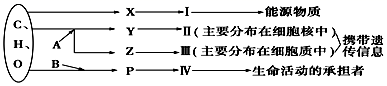 C、 X Ⅰ 能源物质
H、 A Y Ⅱ(主要分布在细胞核中) 携带遗
O B Z Ⅲ(主要分布在细胞质中) 传信息
P Ⅳ 生命活动的承担者